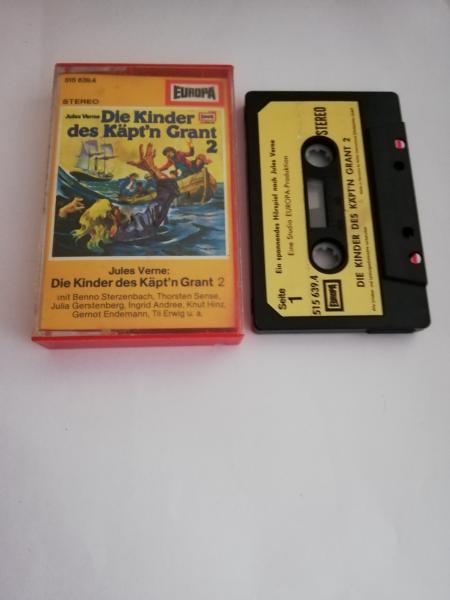 515 639.4
EUROPA
STEREO
Jules Verne Die Kinder
des Käpt'n Grant
2
Jules Verne:
Die Kinder des Käpt'n Grant 2
mit Benno Sterzenbach, Thorsten Sense,
Julia Gerstenberg, Ingrid Andree, Knut Hinz,
Gernot Endemann, Til Erwig u. a.
EUROPA
Seite
1
515 639.4
STEREO
Ein spannendes Hörspiel nach Jules Verne
Eine Studio EUROPA-Produktion
DIE KINDER DES KÄPT'N GRANT 2